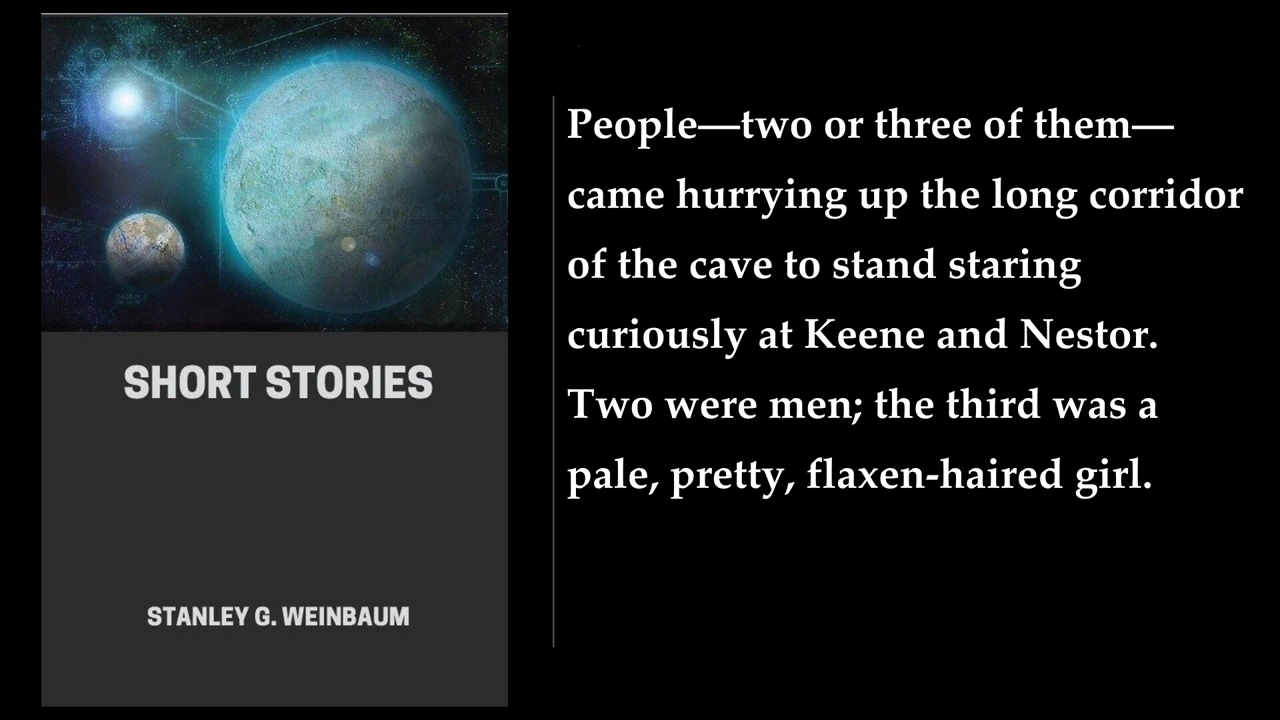 SHORT STORIES
STANLEY G. WEINBAUM
People—two or three of them—
came hurrying up the long corridor
of the cave to stand staring
curiously at Keene and Nestor.
Two were men; the third was a
pale, pretty, flaxen-haired girl.